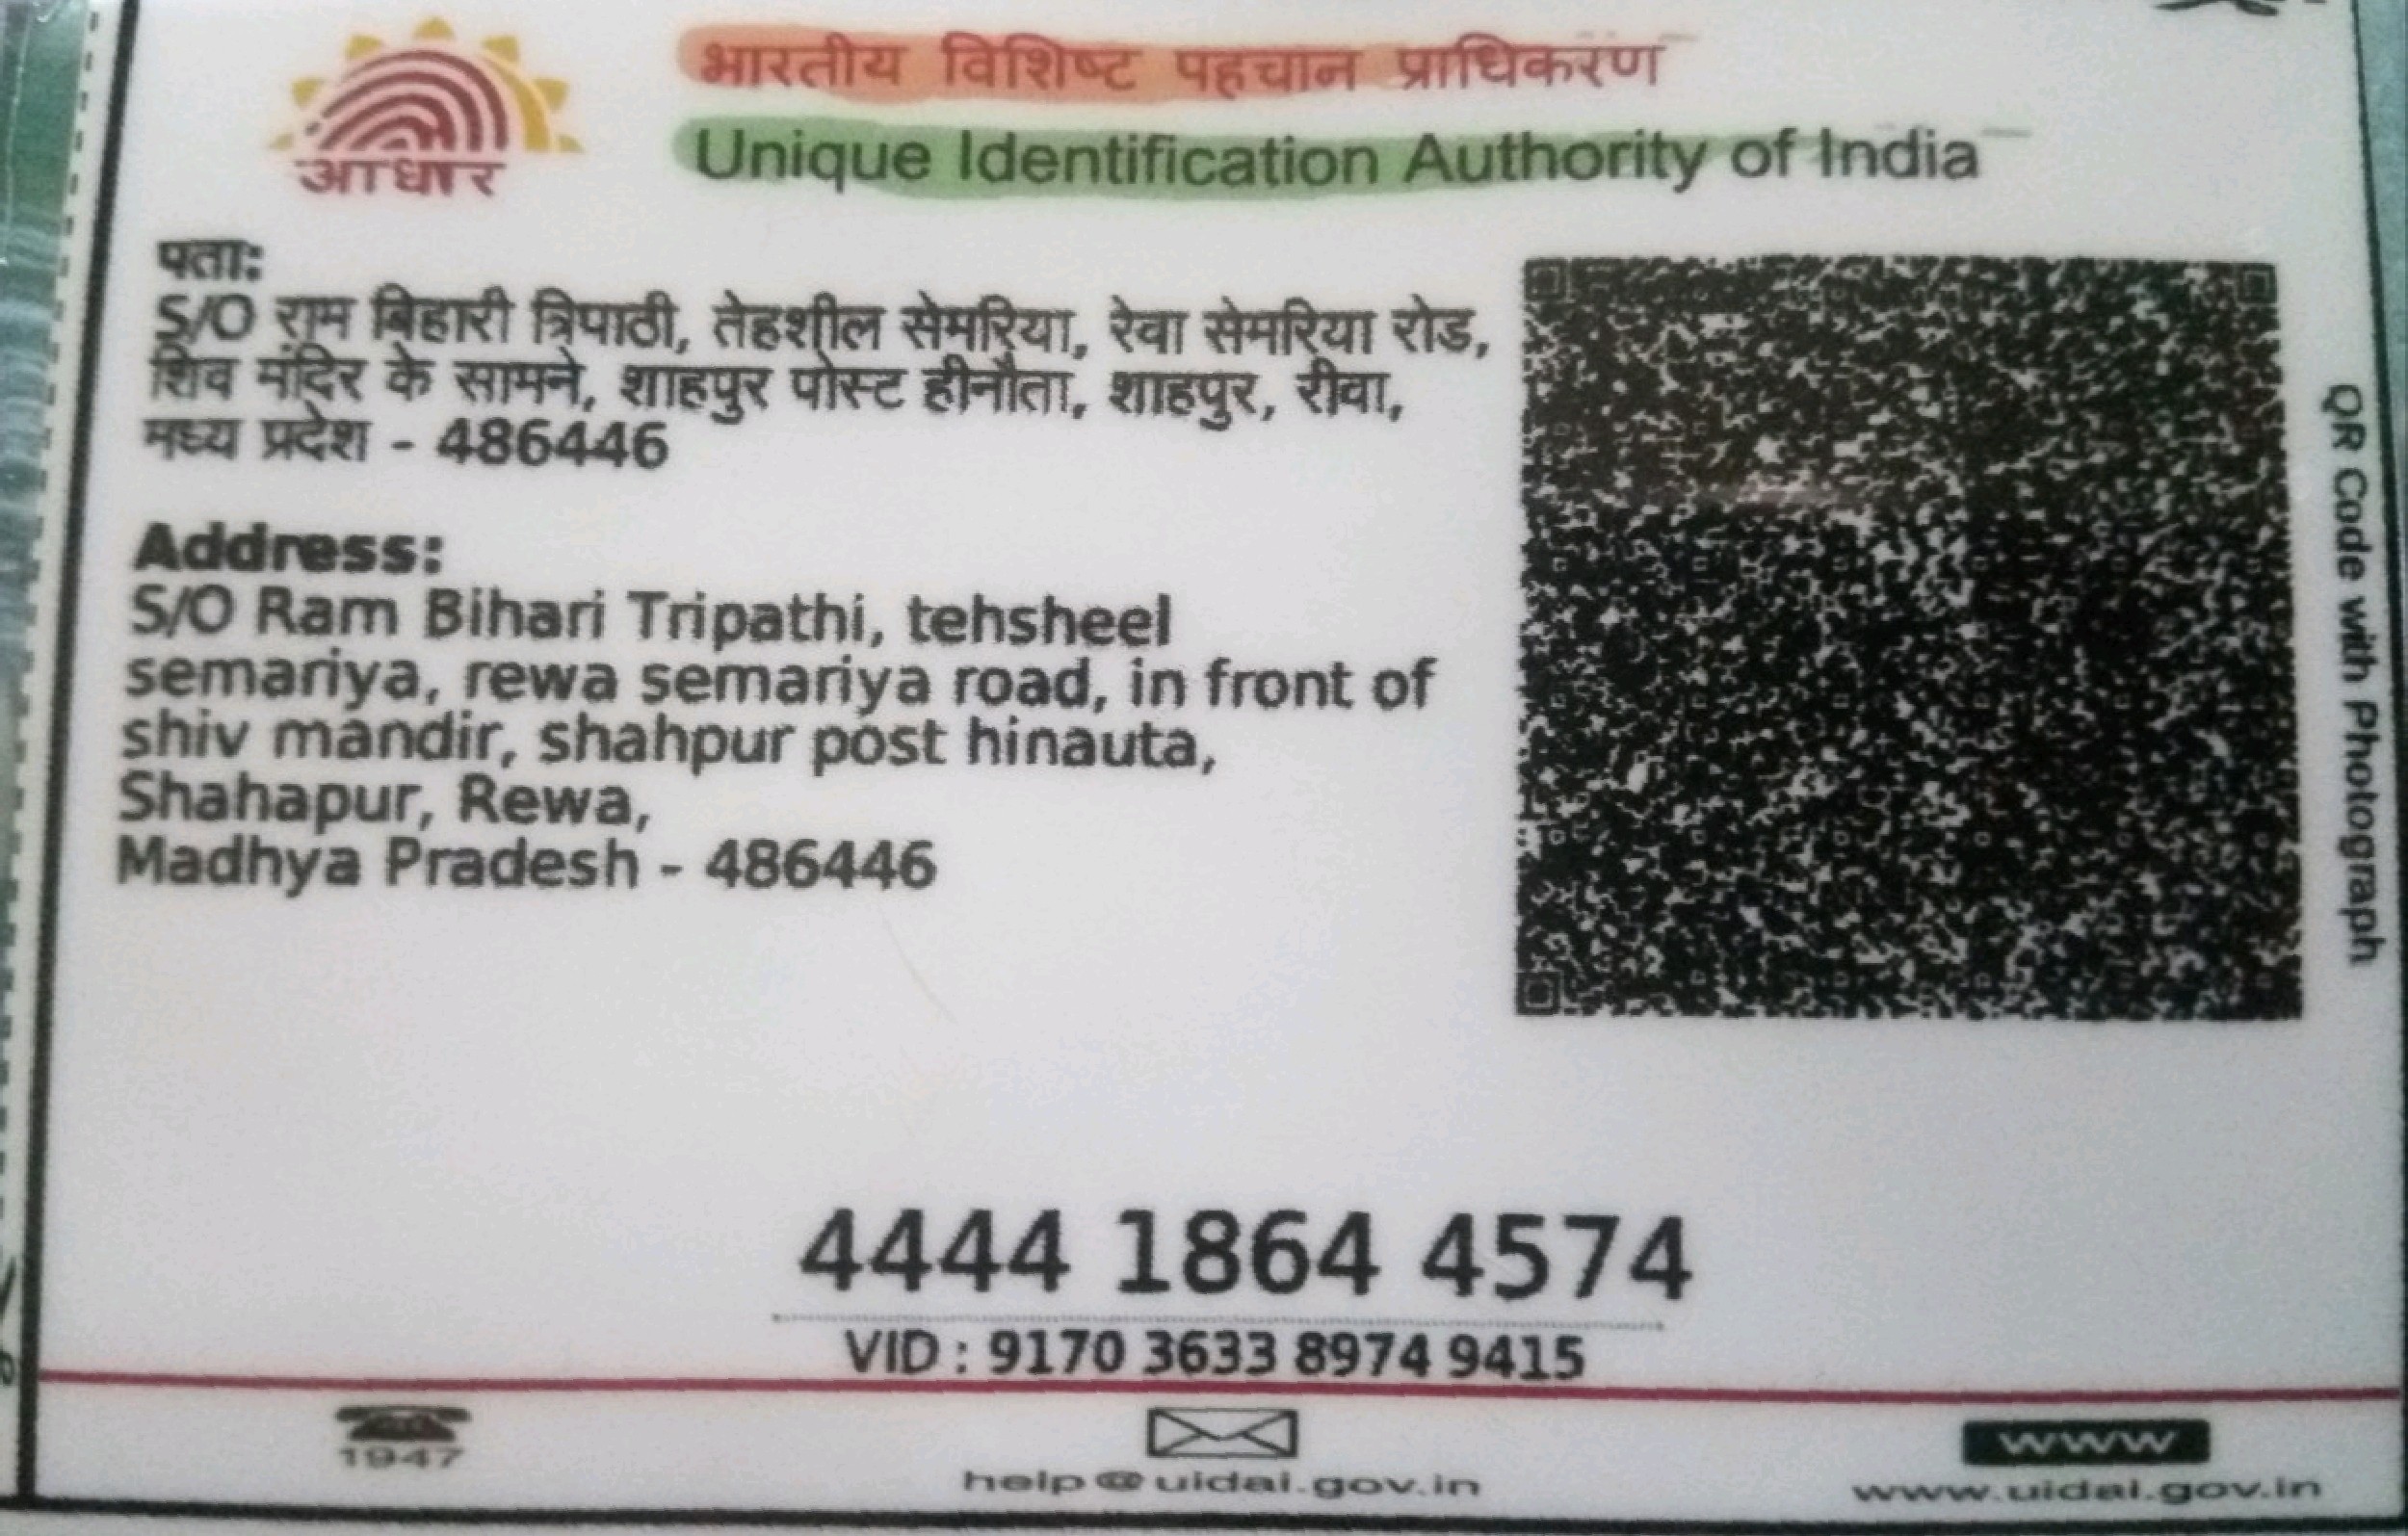 भारतीय विशिष्ट पहचान प्राधिकरण
Unique Identification Authority of India
आधार
पता:
S/O राम बिहारी त्रिपाठी, तेहशील सेमरिया, रेवा सेमरिया रोड,
शिव मंदिर के सामने, शाहपुर पोस्ट हीनौता, शाहपुर, रीवा,
मध्य प्रदेश - 486446
Address:
S/O Ram Bihari Tripathi, tehsheel
semariya, rewa semariya road, in front of
shiv mandir, shahpur post hinauta,
Shahapur, Rewa,
Madhya Pradesh - 486446
QR Code with Photograph
4444 1864 4574
VID : 9170 3633 8974 9415
1947
help@uidai.gov.in
www
www.uidai.gov.in